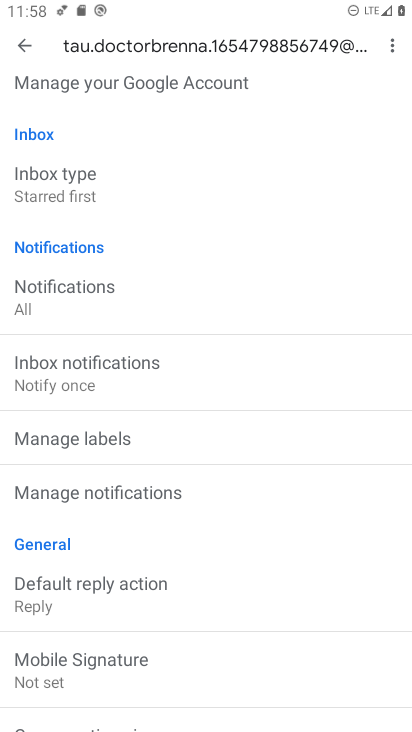 11:58
LTE
tau.doctorbrenna.1654798856749@...
Manage your Google Account
Inbox
Inbox type
Starred first
Notifications
Notifications
All
Inbox notifications
Notify once
Manage labels
Manage notifications
General
Default reply action
Reply
Mobile Signature
Not set